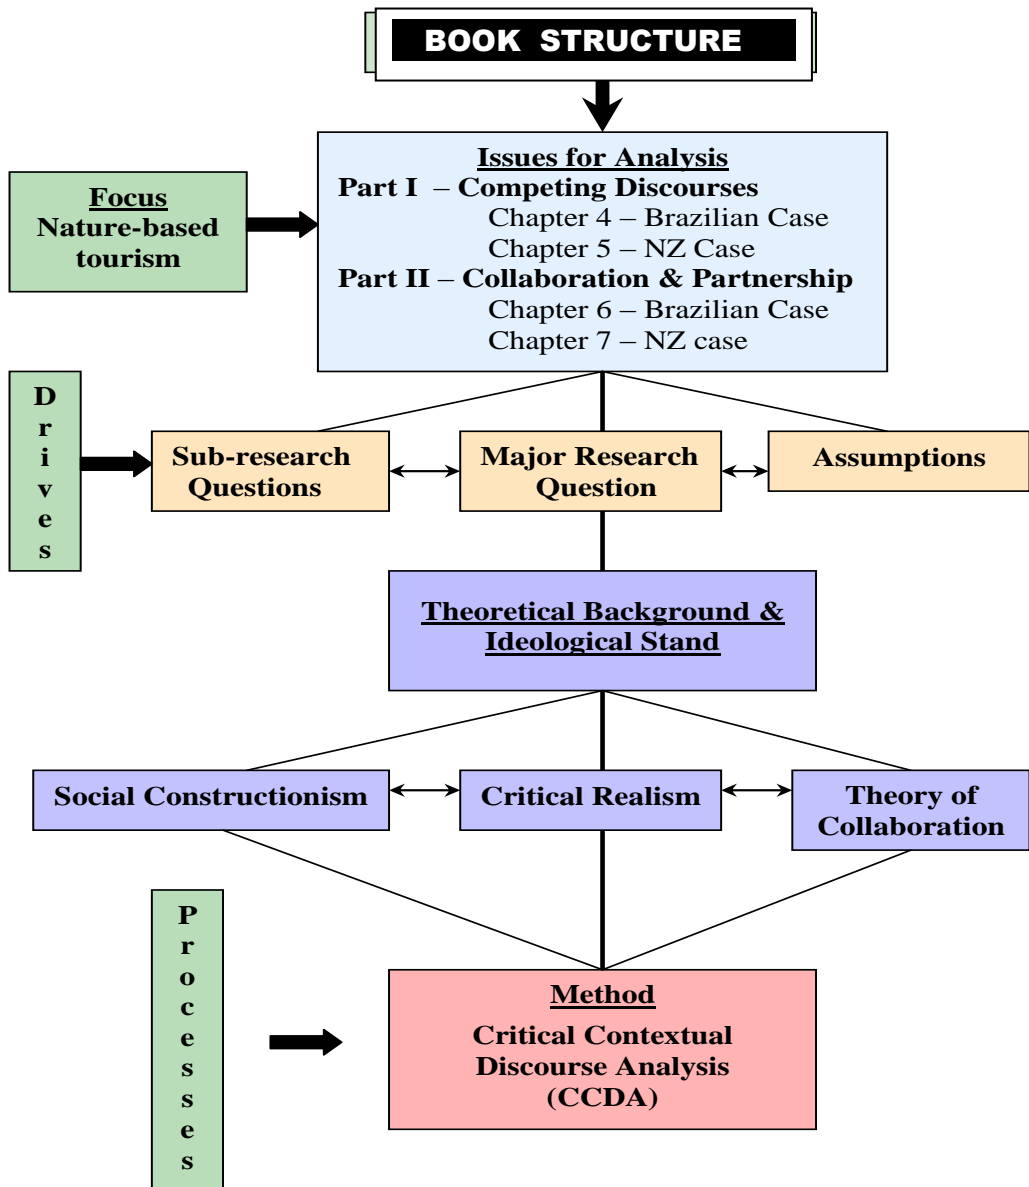 BOOK STRUCTURE
Issues for Analysis
Part I – Competing Discourses
Chapter 4 – Brazilian Case
Chapter 5 – NZ Case
Part II – Collaboration & Partnership
Chapter 6 – Brazilian Case
Chapter 7 – NZ case
Focus
Nature-based
tourism
Drives
Sub-research
Questions
Major Research
Question
Assumptions
Theoretical Background &
Ideological Stand
Social Constructionism
Critical Realism
Theory of
Collaboration
Processes
Method
Critical Contextual
Discourse Analysis
(CCDA)